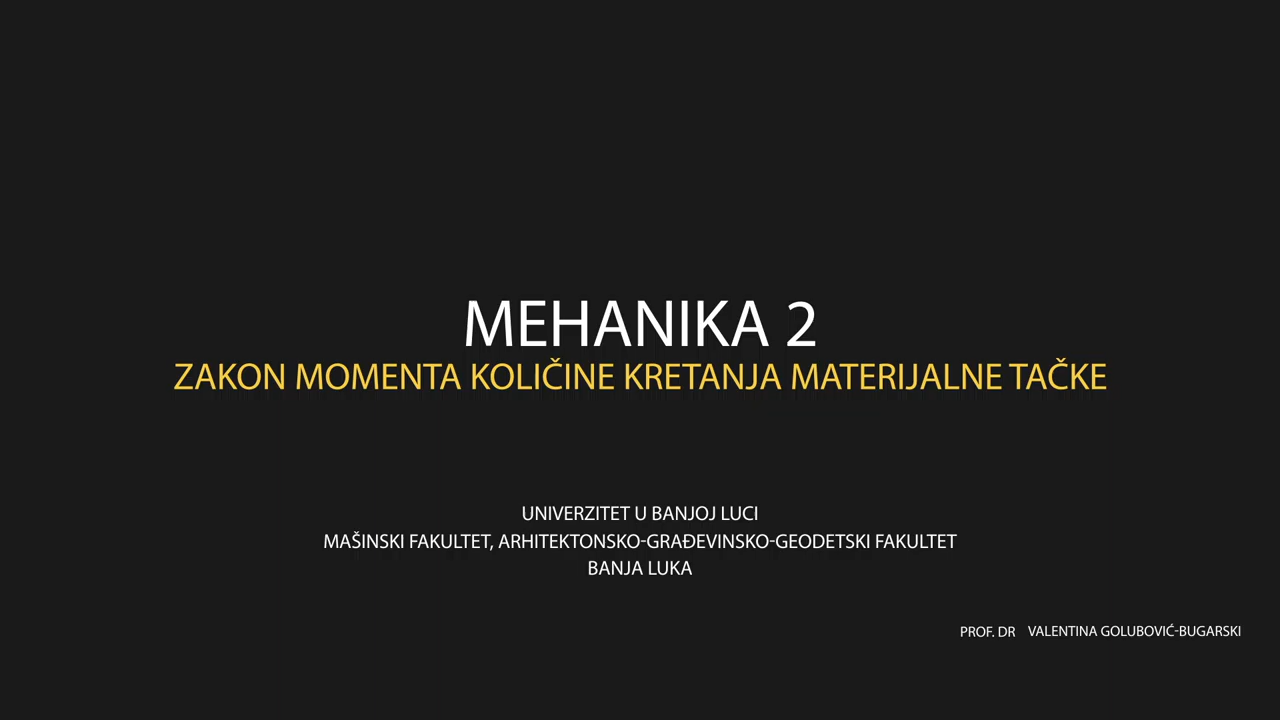 MEHANIKA 2
ZAKON MOMENTA KOLIČINE KRETANJA MATERIJALNE TAČKE
UNIVERZITET U BANJOJ LUCI
MAŠINSKI FAKULTET, ARHITEKTONSKO-GRAĐEVINSKO-GEODETSKI FAKULTET
BANJA LUKA
PROF. DR VALENTINA GOLUBOVIĆ-BUGARSKI